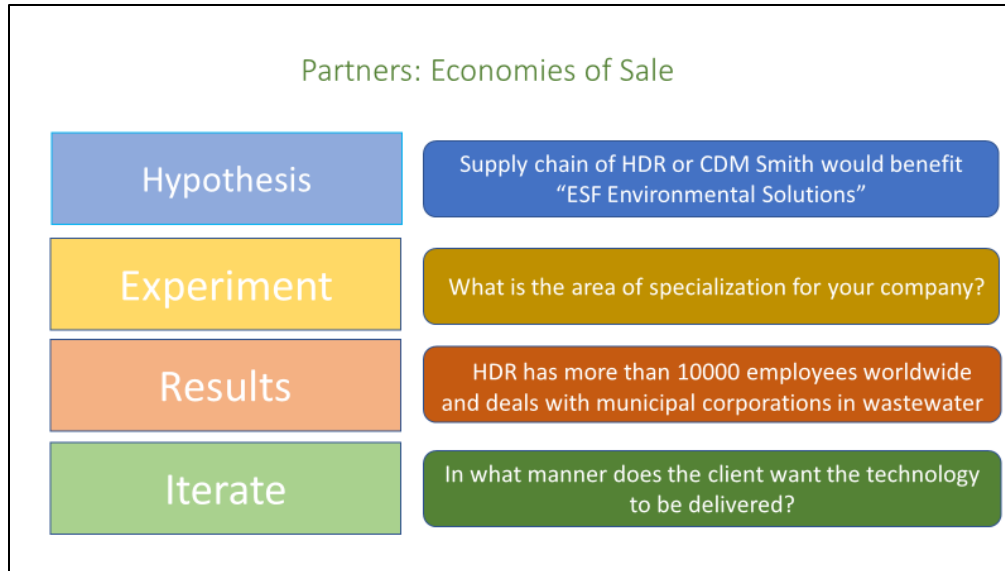 Partners: Economies of Sale
Hypothesis
Supply chain of HDR or CDM Smith would benefit
“ESF Environmental Solutions”
Experiment
What is the area of specialization for your company?
Results
HDR has more than 10000 employees worldwide
and deals with municipal corporations in wastewater
Iterate
In what manner does the client want the technology
to be delivered?